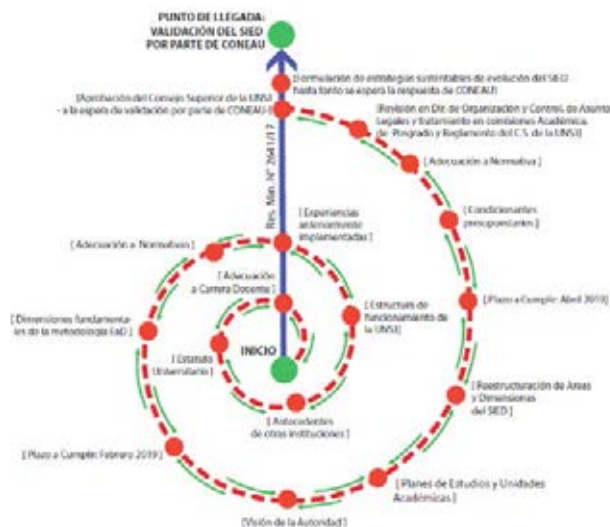 PUNTO DE LLEGADA:
VALIDACIÓN DEL SIED
POR PARTE DE CONEAU
[Formulación de estrategias sustentables de evolución del SIED
hasta tanto se espera la respuesta de CONEAU]
[Aprobación del Consejo Superior de la UNSJ
- a la espera de validación por parte de CONEAU-]
[Revisión en Dir. de Organización y Control, de Asuntos
Legales y tratamiento en comisiones Académica,
de Posgrado y Reglamento del C.S. de la UNSJ]
Res. Min. N° 2641/17
[Adecuación a Normativa]
[Condicionantes
presupuestarios]
[Experiencias
anteriormente
implementadas]
[Adecuación a Normativas]
[Adecuación
a Carrera Docente]
[Plazo a Cumplir: Abril]
[Estructura de
funcionamiento de
la UNSJ]
[Dimensiones fundamenta-
les de la metodología EaD]
INICIO
[Estatuto
Universitario]
[Reestructuración de Áreas
y Dimensiones
del SIED]
[Antecedentes
de otras instituciones]
[Plazo a Cumplir: Febrero 2019]
[Planes de Estudios y Unidades
Académicas]
[Visión de la Autoridad]